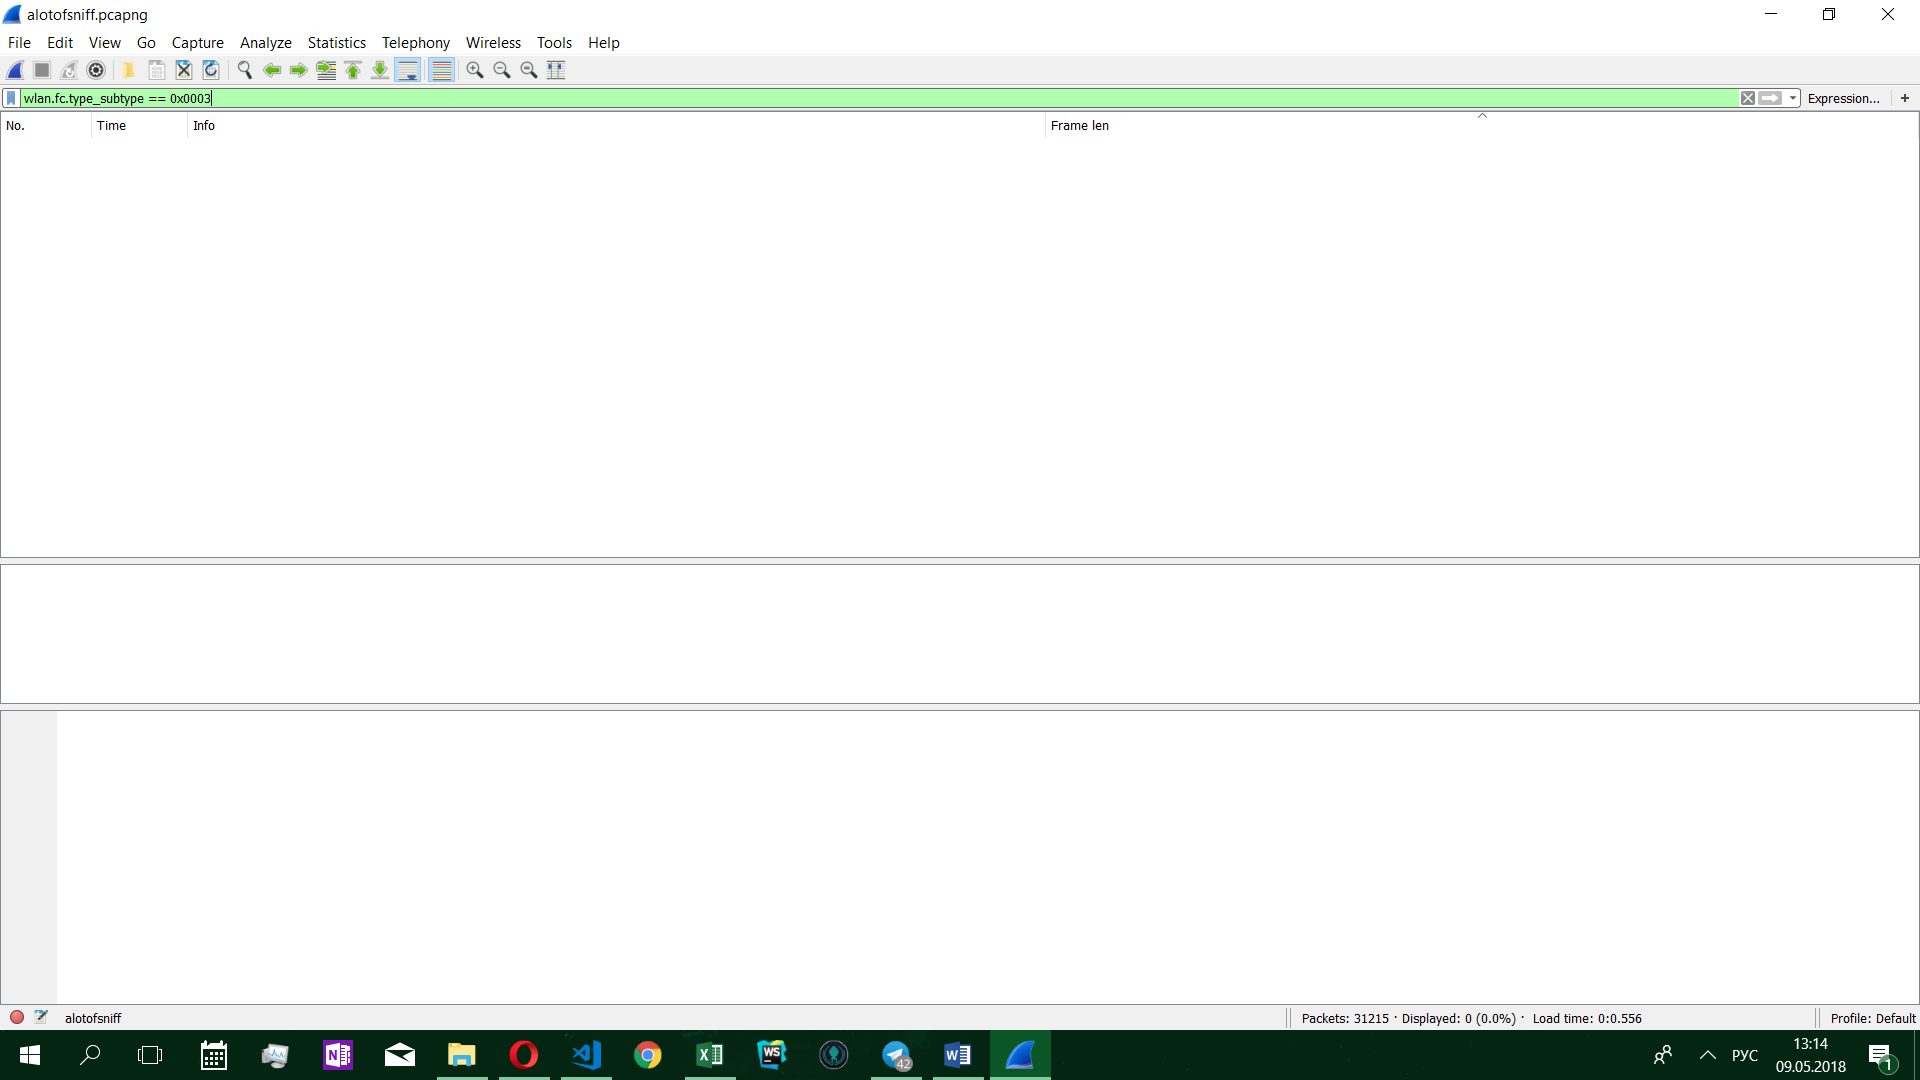 alotofsniff.pcapng
File Edit View Go Capture Analyze Statistics Telephony Wireless Tools Help
wlan.fc.type_subtype == 0x0003
Expression... +
No. Time Info Frame len
alotofsniff
Packets: 31215 · Displayed: 0 (0.0%) · Load time: 0:0.556
Profile: Default
N
X
WS
42
W
РУС
13:14
09.05.2018
1